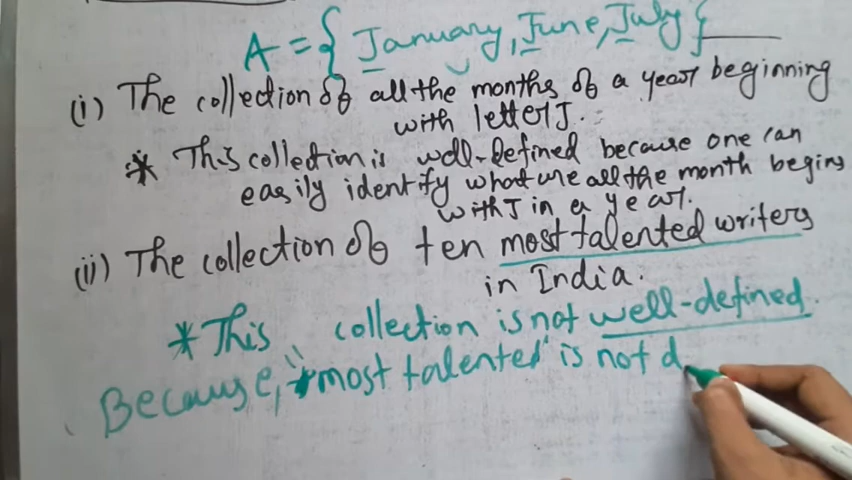 A = { January, June, July }
(i) The collection of all the months of a year beginning
with letter J.
* This collection is well-defined because one can
easily identify what are all the month begins
with J in a year.
(ii) The collection of ten most talented writers
in India.
* This collection is not well-defined.
Because, "most talented" is not d